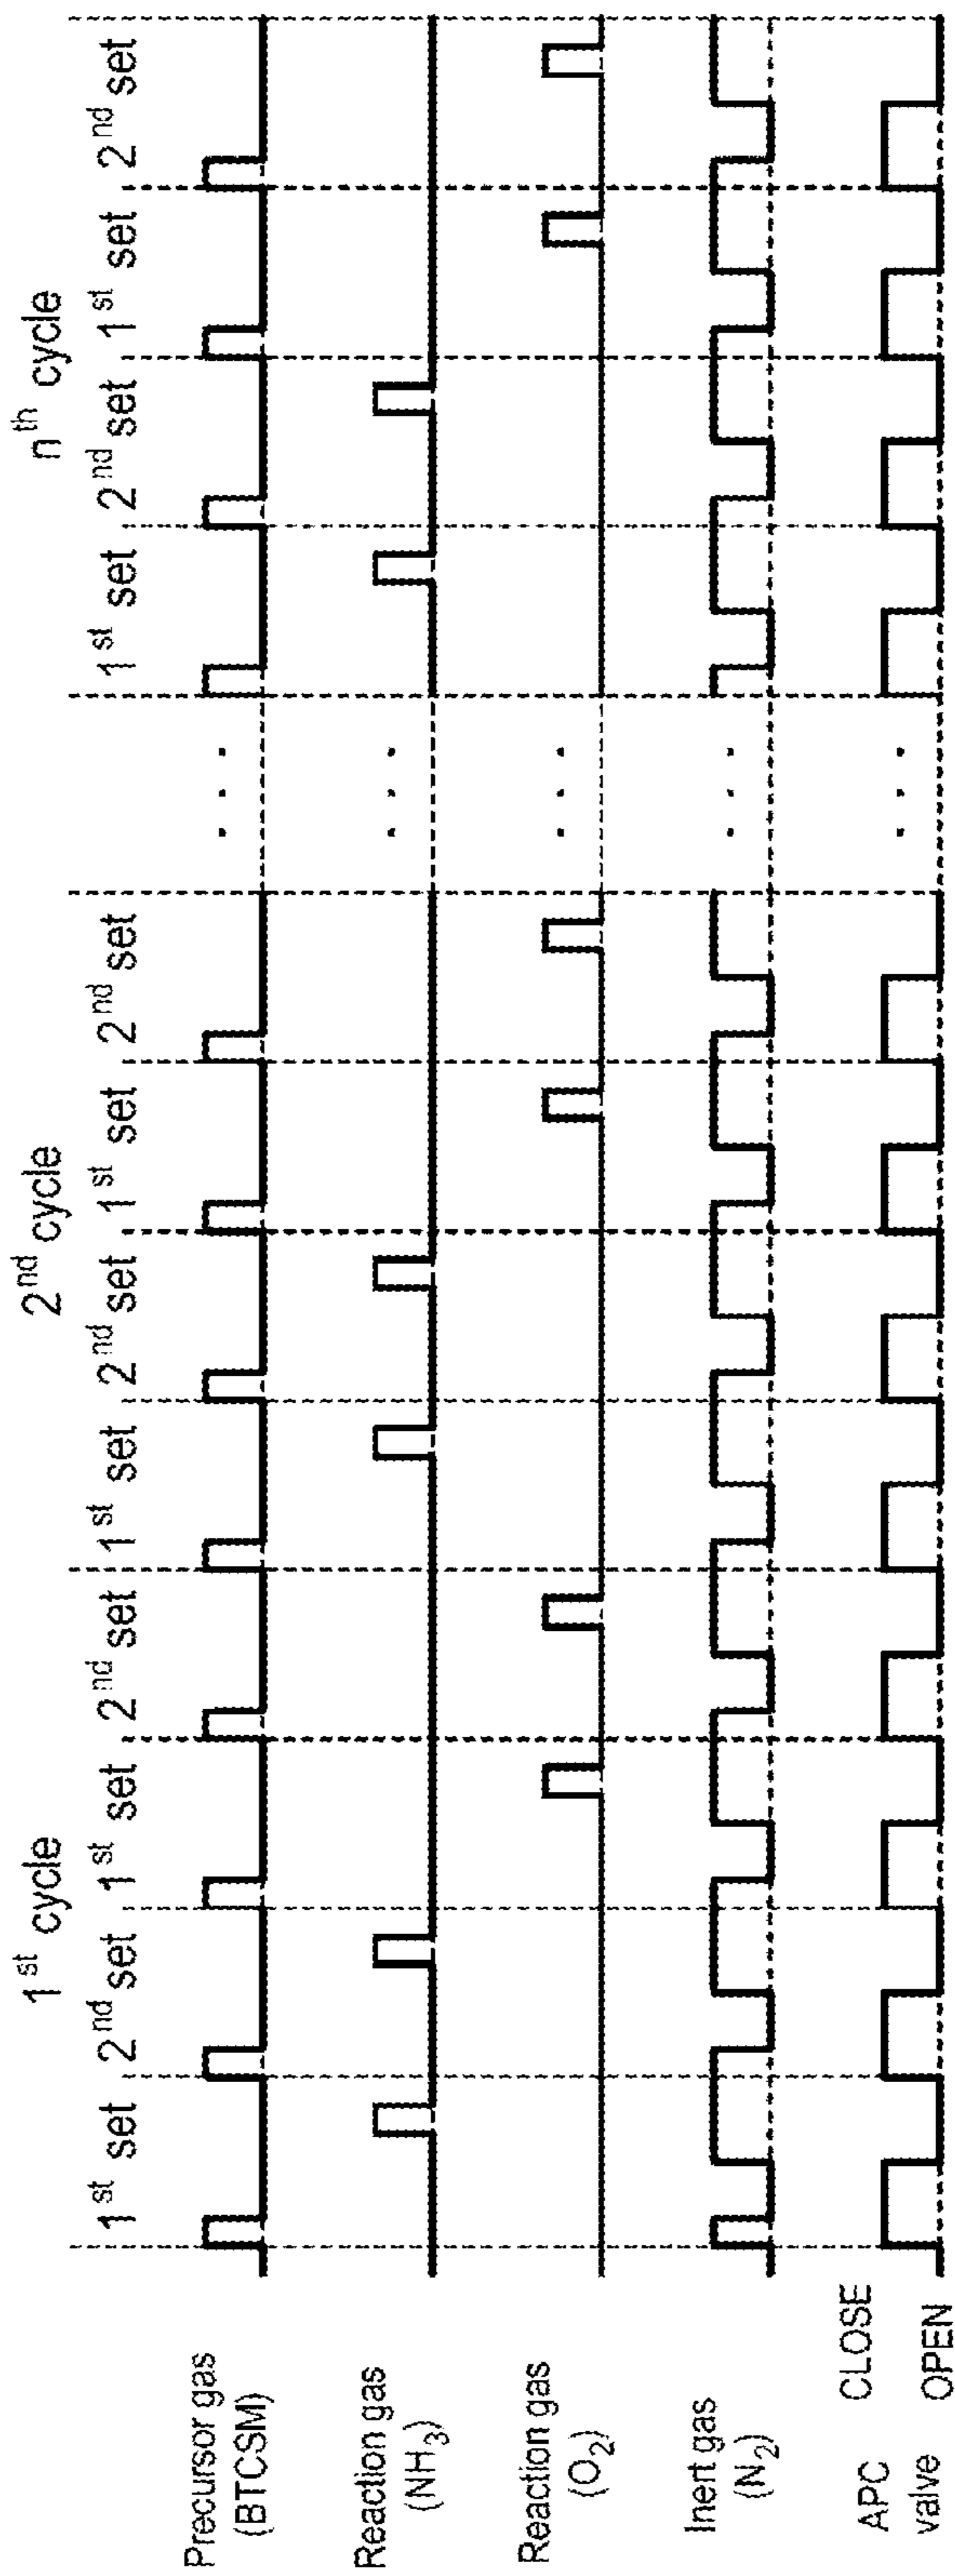 1st cycle 2nd cycle nth cycle
1st set 2nd set 1st set 2nd set 1st set 2nd set 1st set 2nd set 1st set 2nd set 1st set 2nd set
Precursor gas
(BTCSM)
. . .
Reaction gas
(NH3)
. . .
Reaction gas
(O2)
. . .
Inert gas
(N2)
. . .
APC valve
CLOSE
OPEN
. . .